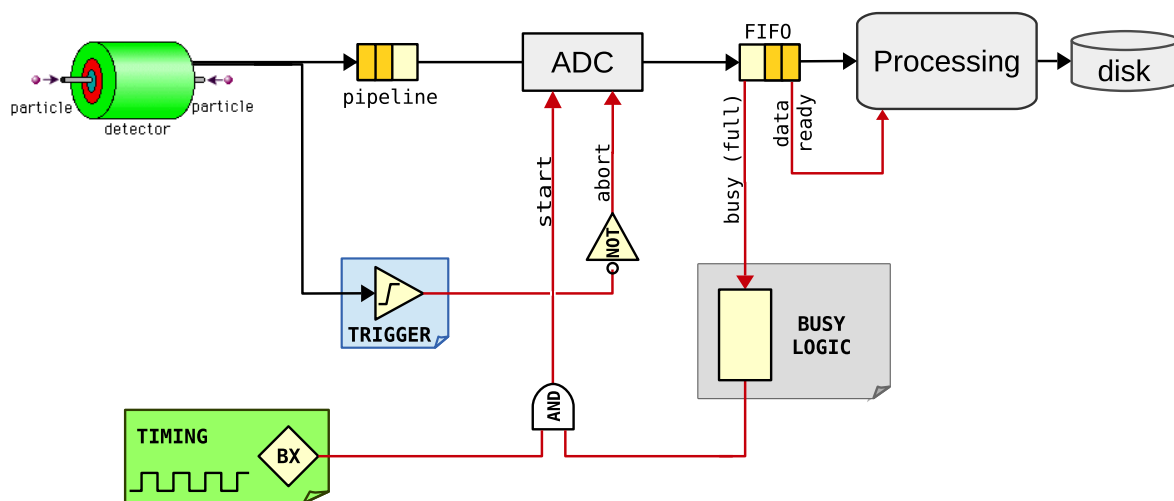 FIFO
ADC
Processing
disk
particle
particle
detector
pipeline
busy (full)
data
ready
start
abort
NOT
TRIGGER
BUSY
LOGIC
AND
TIMING
BX